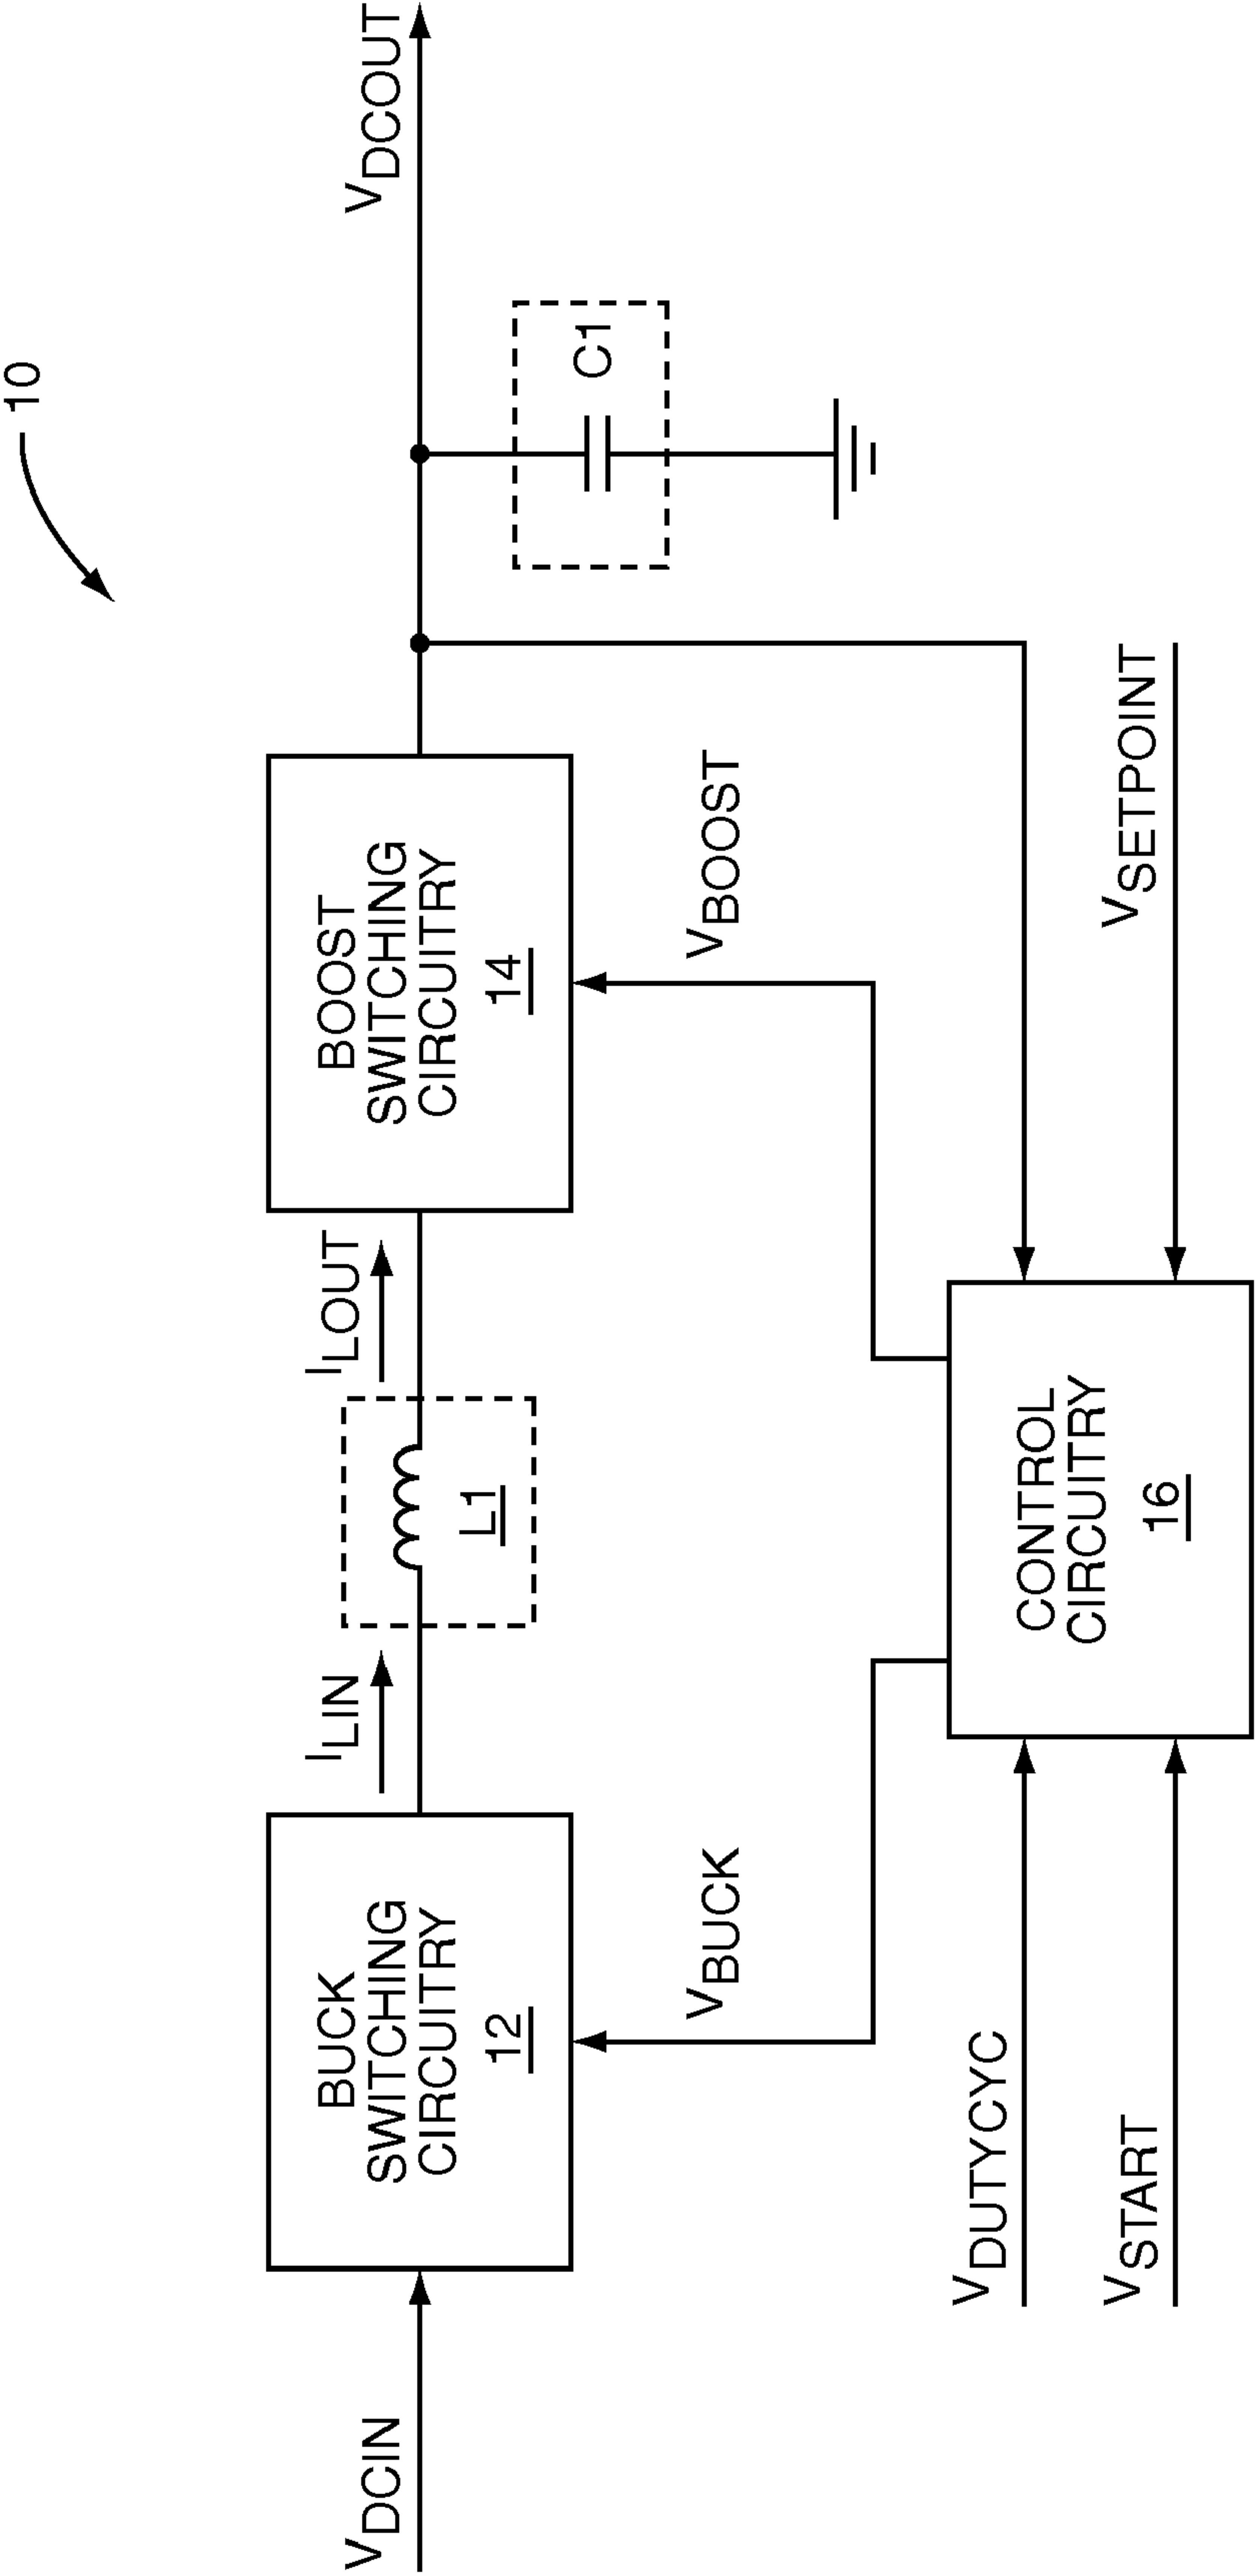 10
VDCIN
BUCK
SWITCHING
CIRCUITRY
12
ILIN
L1
ILOUT
BOOST
SWITCHING
CIRCUITRY
14
C1
VDCOUT
VBUCK
VBOOST
VDUTYCYC
VSTART
CONTROL
CIRCUITRY
16
VSETPOINT